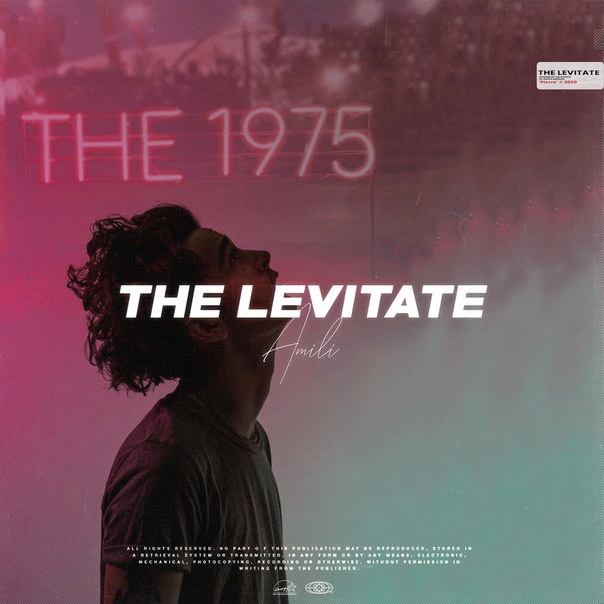 THE LEVITATE
'Pierre' © 2020
THE 1975
THE LEVITATE
Amili
ALL RIGHTS RESERVED. NO PART O F THIS PUBLICATION MAY BE REPRODUCED, STORED IN
A RETRIEVAL SYSTEM OR TRANSMITTED, IN ANY FORM OR BY ANY MEANS. ELECTRONIC,
MECHANICAL, PHOTOCOPYING, RECORDING OR OTHERWISE. WITHOUT PERMISSION IN
WRITING FROM THE PUBLISHER.